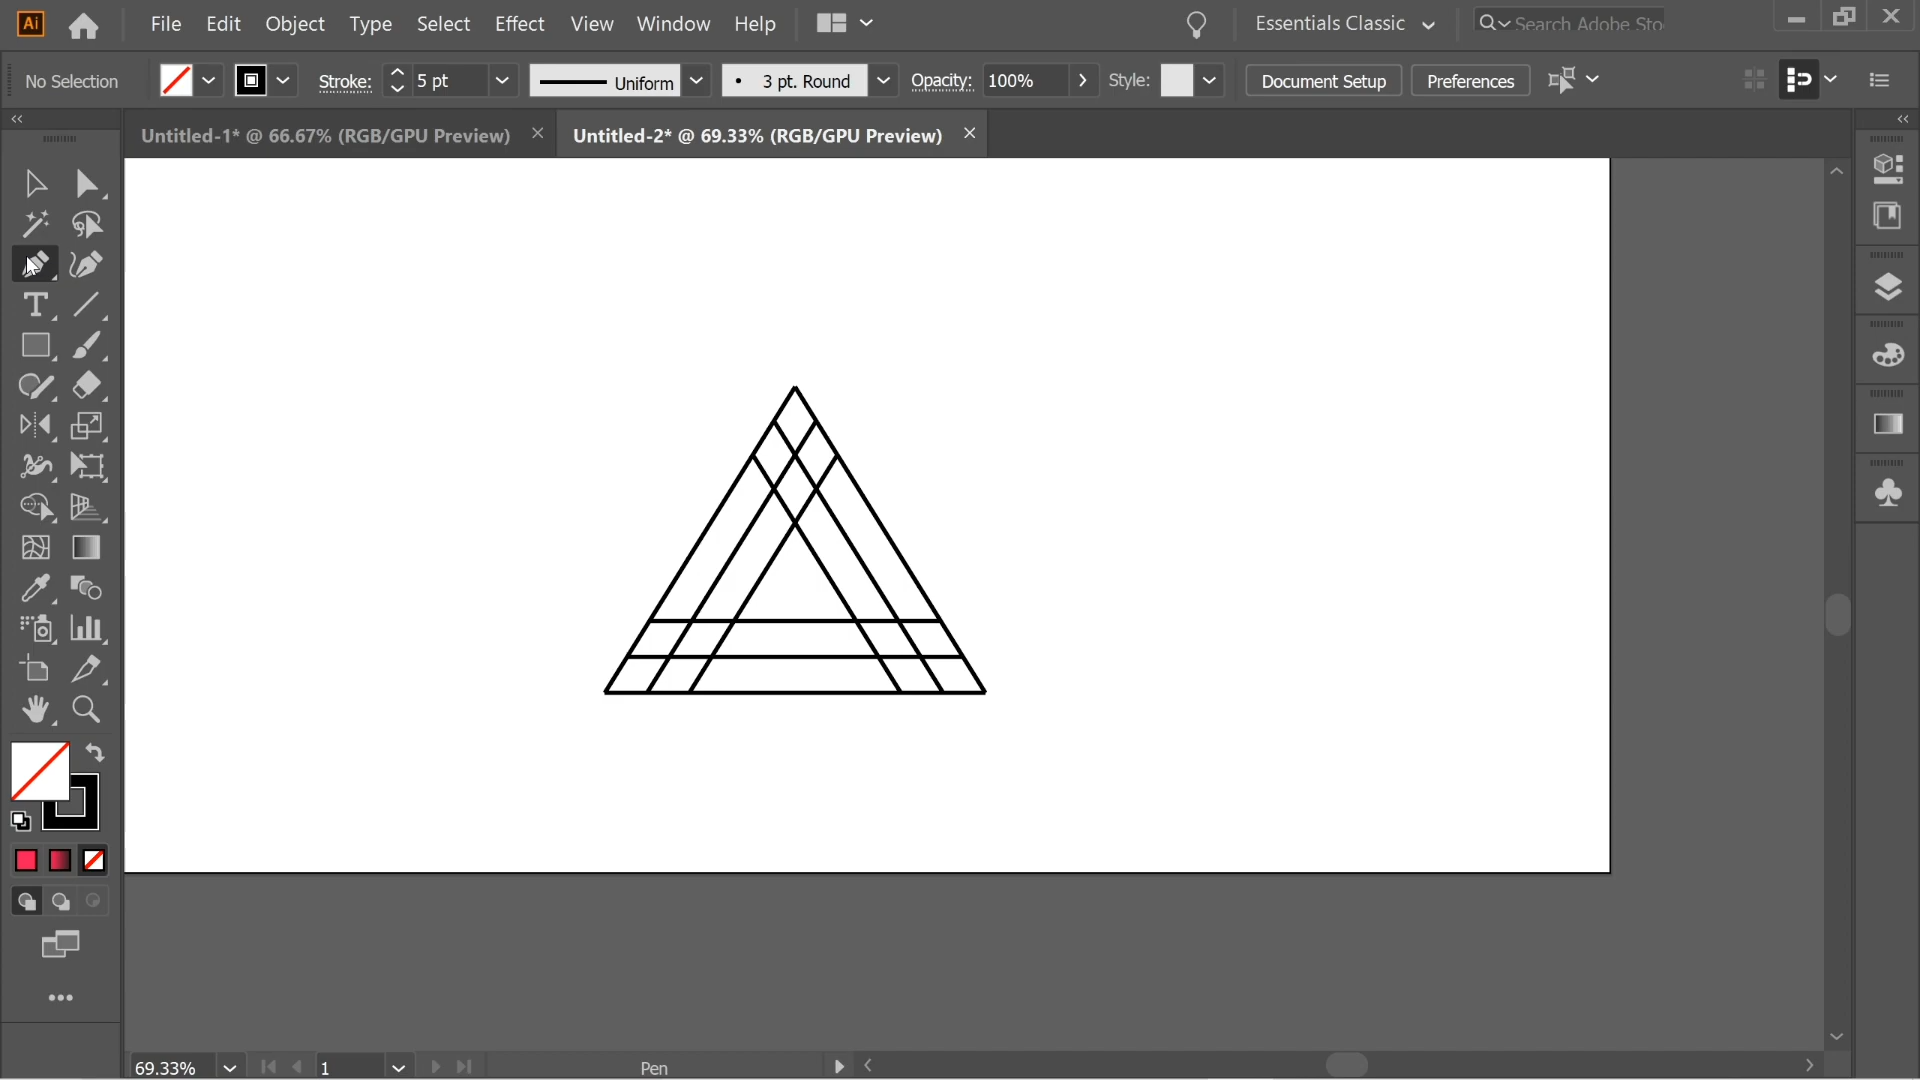 Ai File Edit Object Type Select Effect View Window Help Essentials Classic Search Adobe Sto
No Selection Stroke: 5 pt Uniform 3 pt. Round Opacity: 100% Style: Document Setup Preferences
Untitled-1* @ 66.67% (RGB/GPU Preview) Untitled-2* @ 69.33% (RGB/GPU Preview)
69.33% 1 Pen